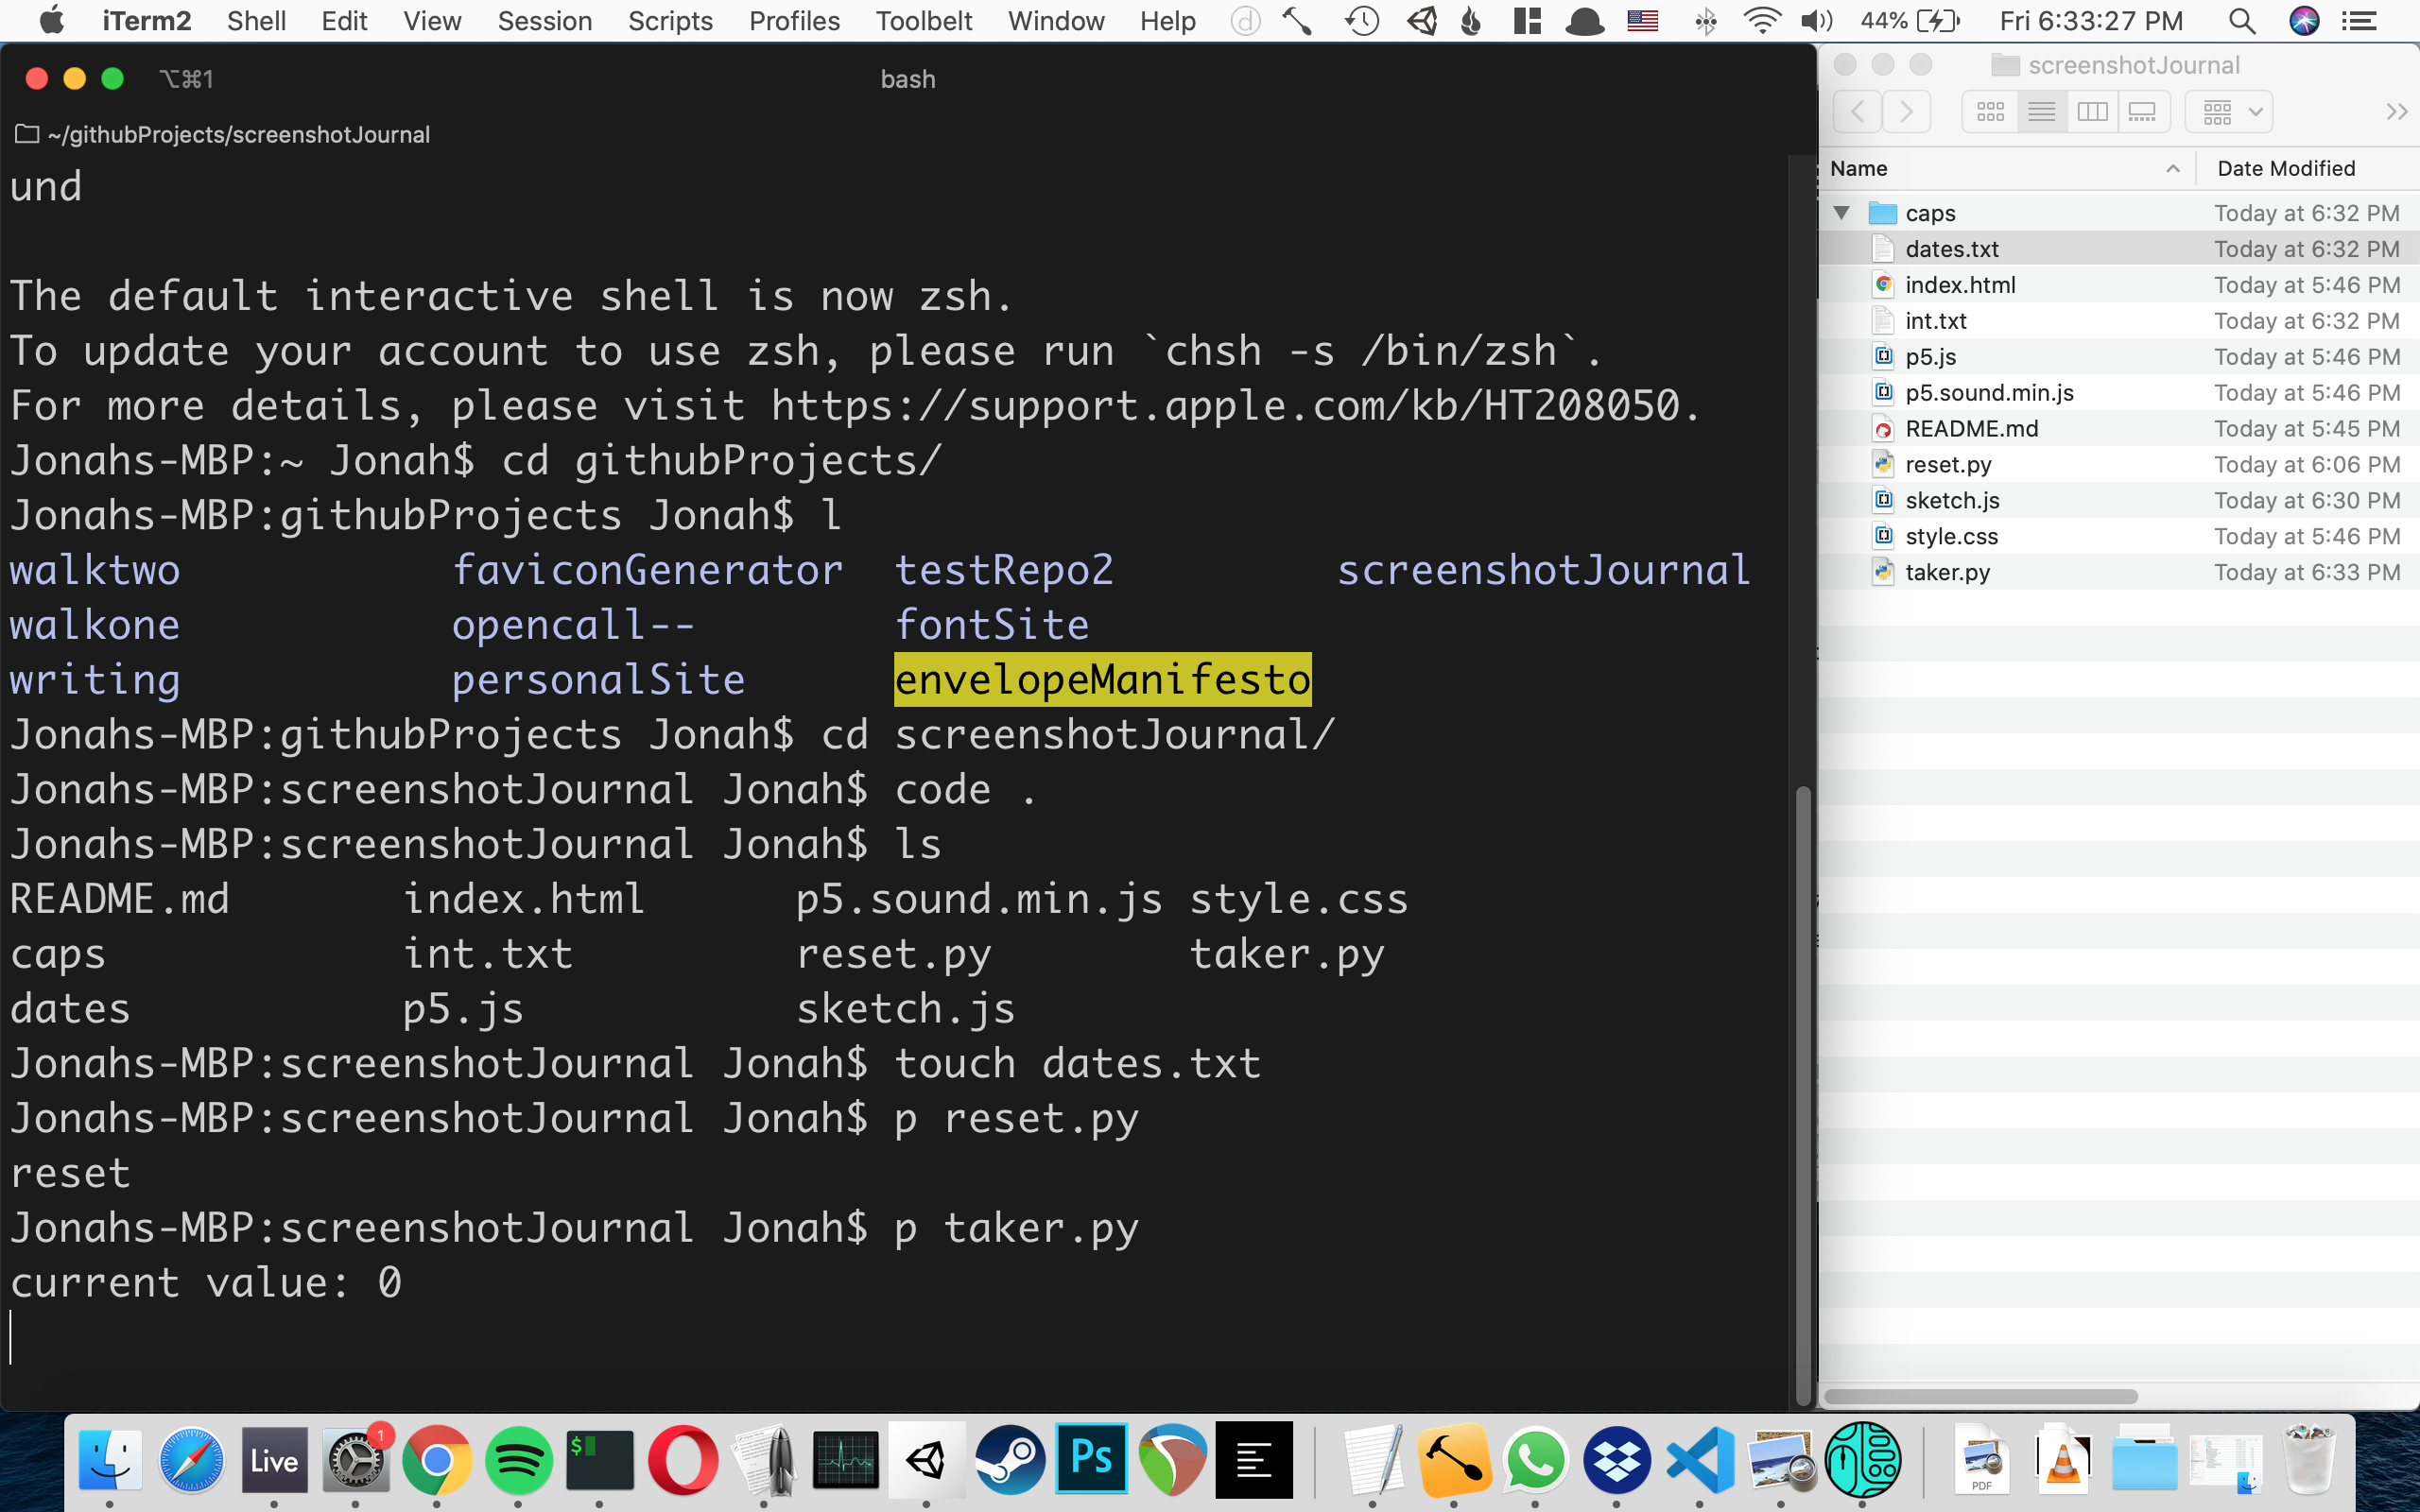 iTerm2 Shell Edit View Session Scripts Profiles Toolbelt Window Help 44% Fri 6:33:27 PM
⌥⌘1 bash
~/githubProjects/screenshotJournal
und
The default interactive shell is now zsh.
To update your account to use zsh, please run `chsh -s /bin/zsh`.
For more details, please visit https://support.apple.com/kb/HT208050.
Jonahs-MBP:~ Jonah$ cd githubProjects/
Jonahs-MBP:githubProjects Jonah$ l
walktwo faviconGenerator testRepo2 screenshotJournal
walkone opencall-- fontSite
writing personalSite envelopeManifesto
Jonahs-MBP:githubProjects Jonah$ cd screenshotJournal/
Jonahs-MBP:screenshotJournal Jonah$ code .
Jonahs-MBP:screenshotJournal Jonah$ ls
README.md index.html p5.sound.min.js style.css
caps int.txt reset.py taker.py
dates p5.js sketch.js
Jonahs-MBP:screenshotJournal Jonah$ touch dates.txt
Jonahs-MBP:screenshotJournal Jonah$ p reset.py
reset
Jonahs-MBP:screenshotJournal Jonah$ p taker.py
current value: 0
screenshotJournal
Name Date Modified
caps Today at 6:32 PM
dates.txt Today at 6:32 PM
index.html Today at 5:46 PM
int.txt Today at 6:32 PM
p5.js Today at 5:46 PM
p5.sound.min.js Today at 5:46 PM
README.md Today at 5:45 PM
reset.py Today at 6:06 PM
sketch.js Today at 6:30 PM
style.css Today at 5:46 PM
taker.py Today at 6:33 PM
Live 1 $ Ps PDF